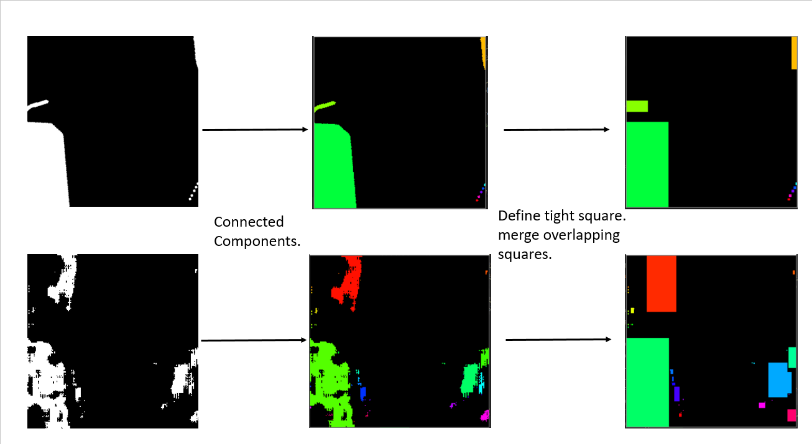 Connected
Components.
Define tight square.
merge overlapping
squares.